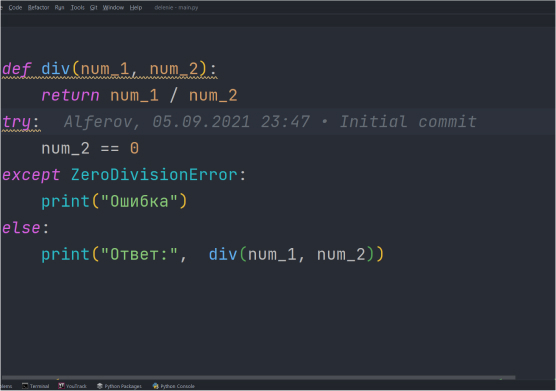 Code Refactor Run Tools Git Window Help delenie - main.py
def div(num_1, num_2):
return num_1 / num_2
try: Alferov, 05.09.2021 23:47 • Initial commit
num_2 == 0
except ZeroDivisionError:
print("Ошибка")
else:
print("Ответ:", div(num_1, num_2))
Terminal YouTrack Python Packages Python Console